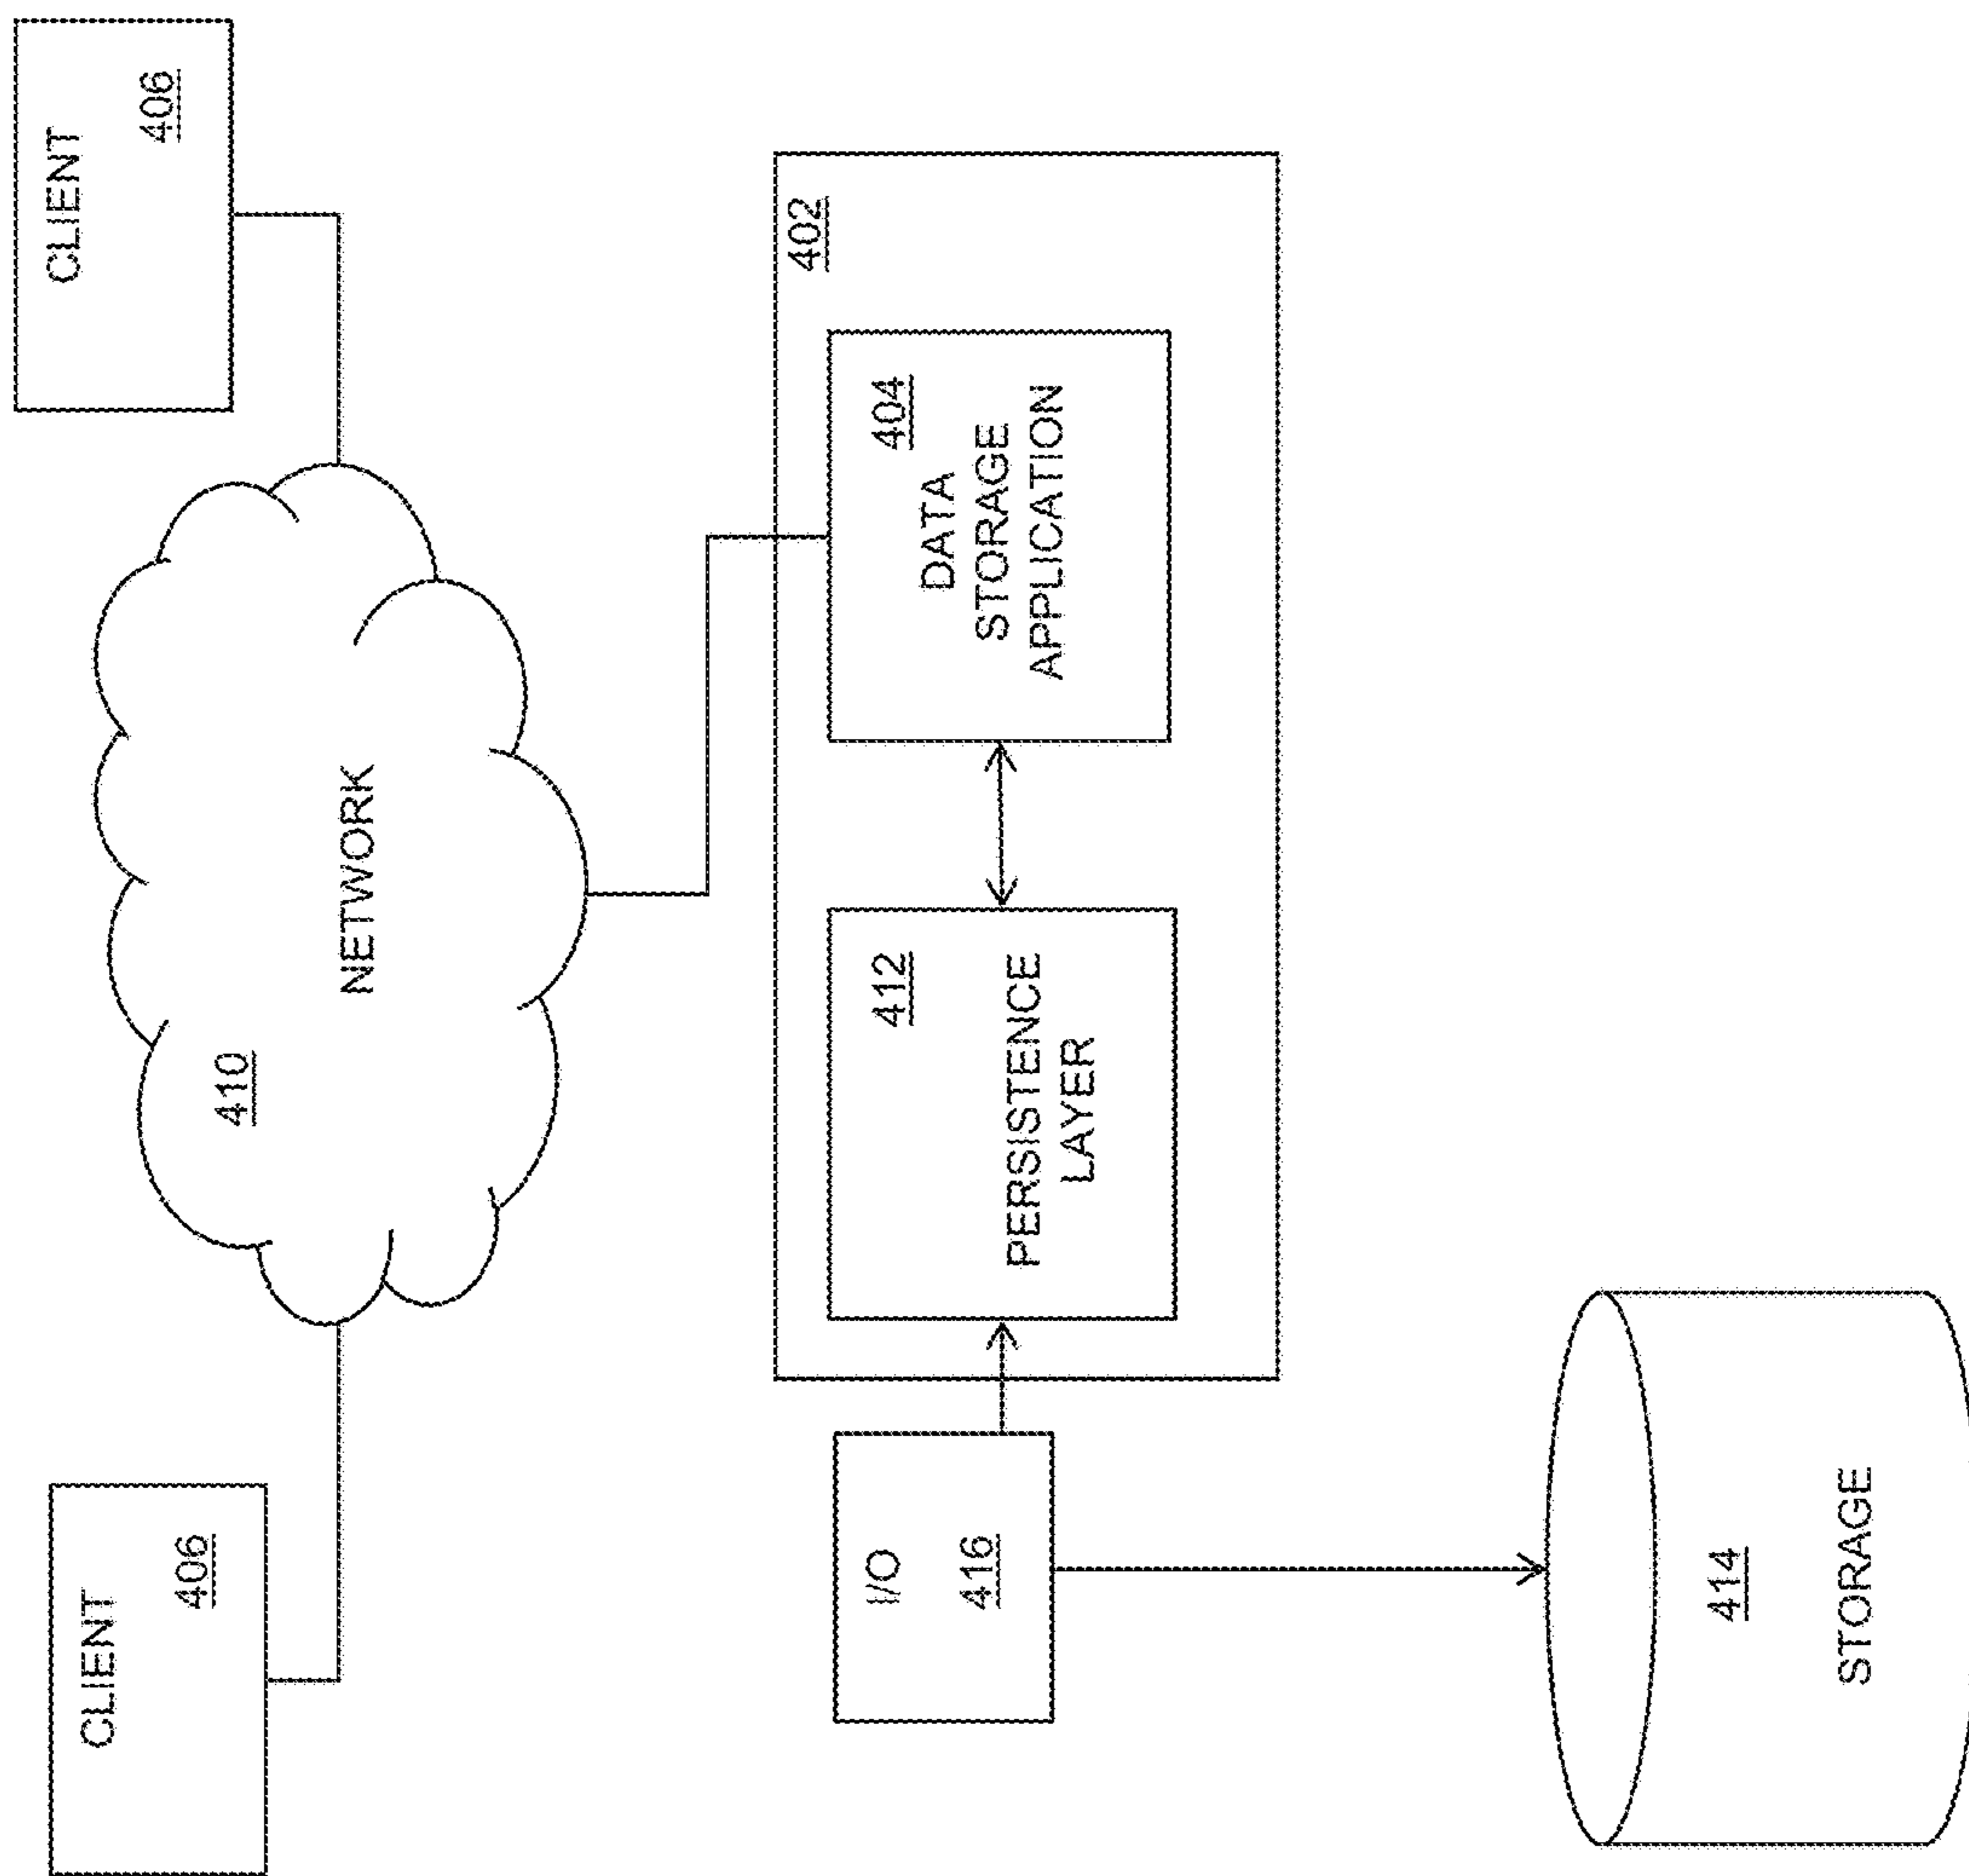 CLIENT
406
CLIENT
406
410
NETWORK
402
I/O
416
412
PERSISTENCE
LAYER
404
DATA
STORAGE
APPLICATION
414
STORAGE